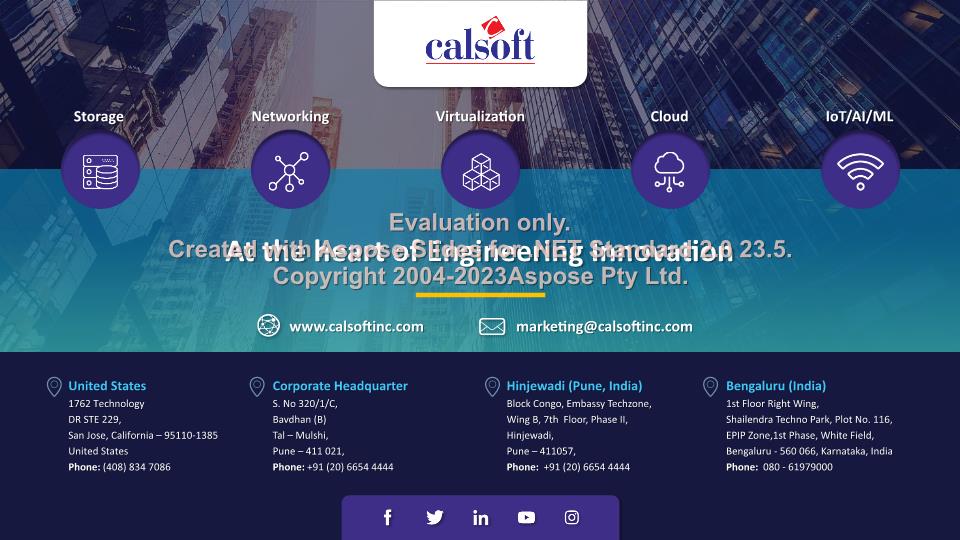 calsoft
Storage
Networking
Virtualization
Cloud
IoT/AI/ML
Evaluation only.
At the heart of Engineering Innovation
Created with Aspose.Slides for .NET Standard 2.0 23.5.
Copyright 2004-2023Aspose Pty Ltd.
www.calsoftinc.com
marketing@calsoftinc.com
United States
1762 Technology
DR STE 229,
San Jose, California – 95110-1385
United States
Phone: (408) 834 7086
Corporate Headquarter
S. No 320/1/C,
Bavdhan (B)
Tal – Mulshi,
Pune – 411 021,
Phone: +91 (20) 6654 4444
Hinjewadi (Pune, India)
Block Congo, Embassy Techzone,
Wing B, 7th Floor, Phase II,
Hinjewadi,
Pune – 411057,
Phone: +91 (20) 6654 4444
Bengaluru (India)
1st Floor Right Wing,
Shailendra Techno Park, Plot No. 116,
EPIP Zone,1st Phase, White Field,
Bengaluru - 560 066, Karnataka, India
Phone: 080 - 61979000